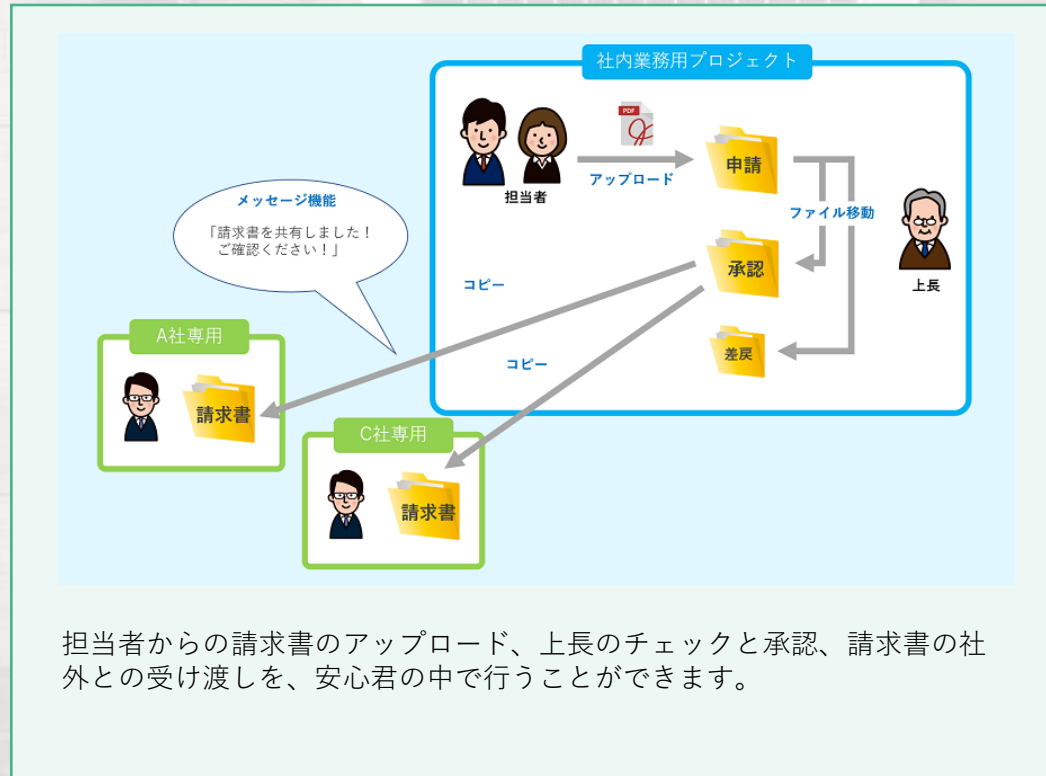 社内業務用プロジェクト
PDF
申請
アップロード
担当者
メッセージ機能
ファイル移動
「請求書を共有しました！
ご確認ください！」
承認
上長
コピー
A社専用
差戻
コピー
請求書
C社専用
請求書
担当者からの請求書のアップロード、上長のチェックと承認、請求書の社
外との受け渡しを、安心君の中で行うことができます。